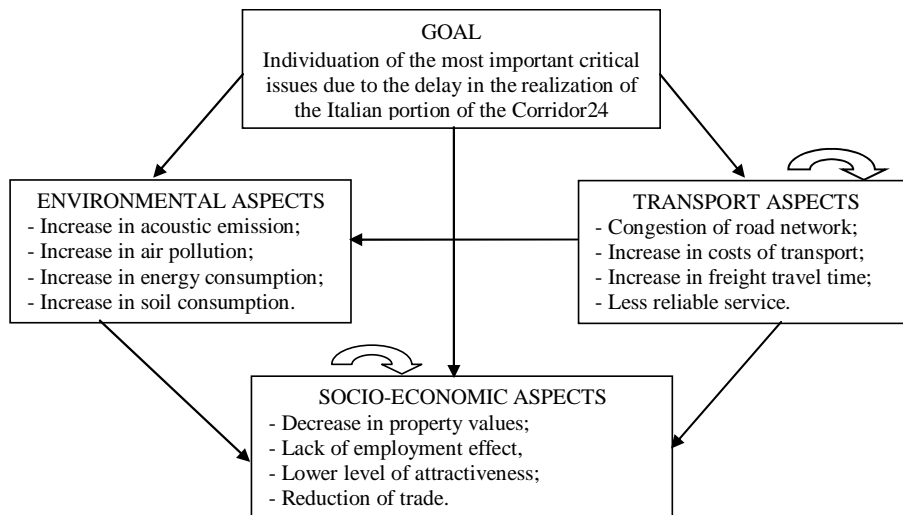 GOAL
Individuation of the most important critical
issues due to the delay in the realization of
the Italian portion of the Corridor24
ENVIRONMENTAL ASPECTS
- Increase in acoustic emission;
- Increase in air pollution;
- Increase in energy consumption;
- Increase in soil consumption.
TRANSPORT ASPECTS
- Congestion of road network;
- Increase in costs of transport;
- Increase in freight travel time;
- Less reliable service.
SOCIO-ECONOMIC ASPECTS
- Decrease in property values;
- Lack of employment effect,
- Lower level of attractiveness;
- Reduction of trade.